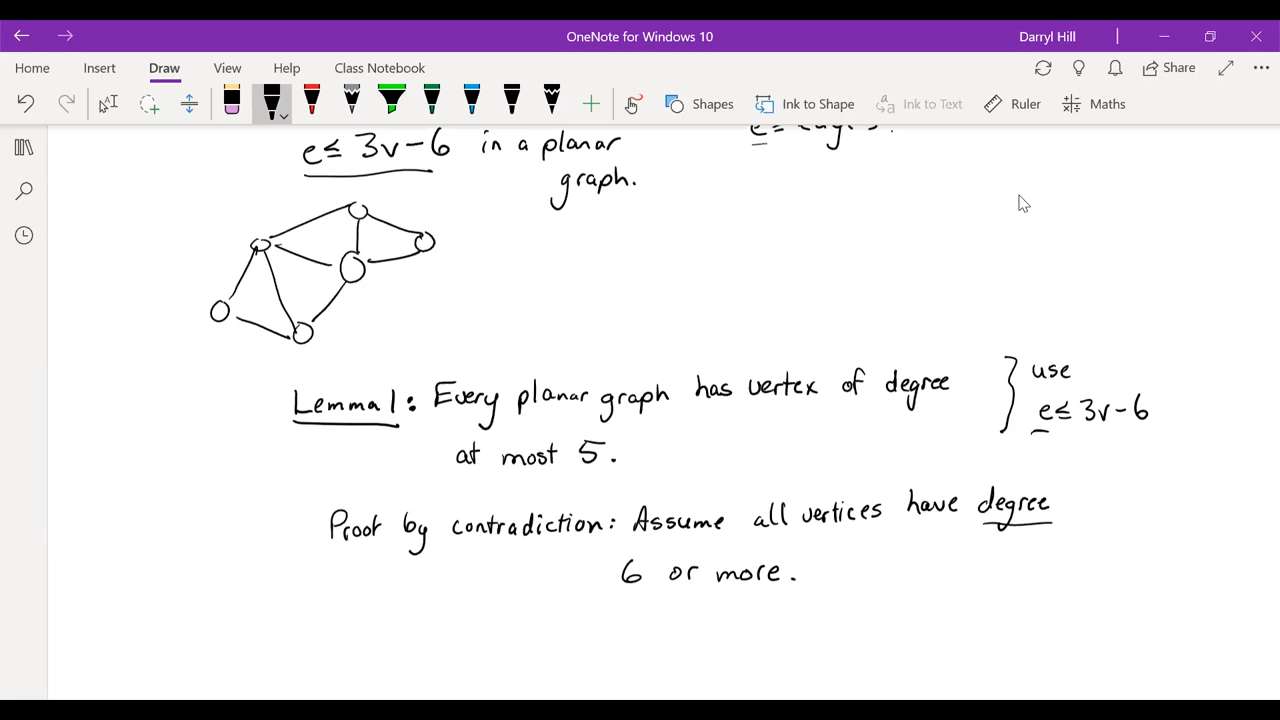 OneNote for Windows 10
Darryl Hill
Home Insert Draw View Help Class Notebook Share
Shapes Ink to Shape Ink to Text Ruler Maths
e ≤ 3v - 6 in a planar
graph.
Lemma 1: Every planar graph has vertex of degree
at most 5.
} use
e ≤ 3v - 6
Proof by contradiction: Assume all vertices have degree
6 or more.